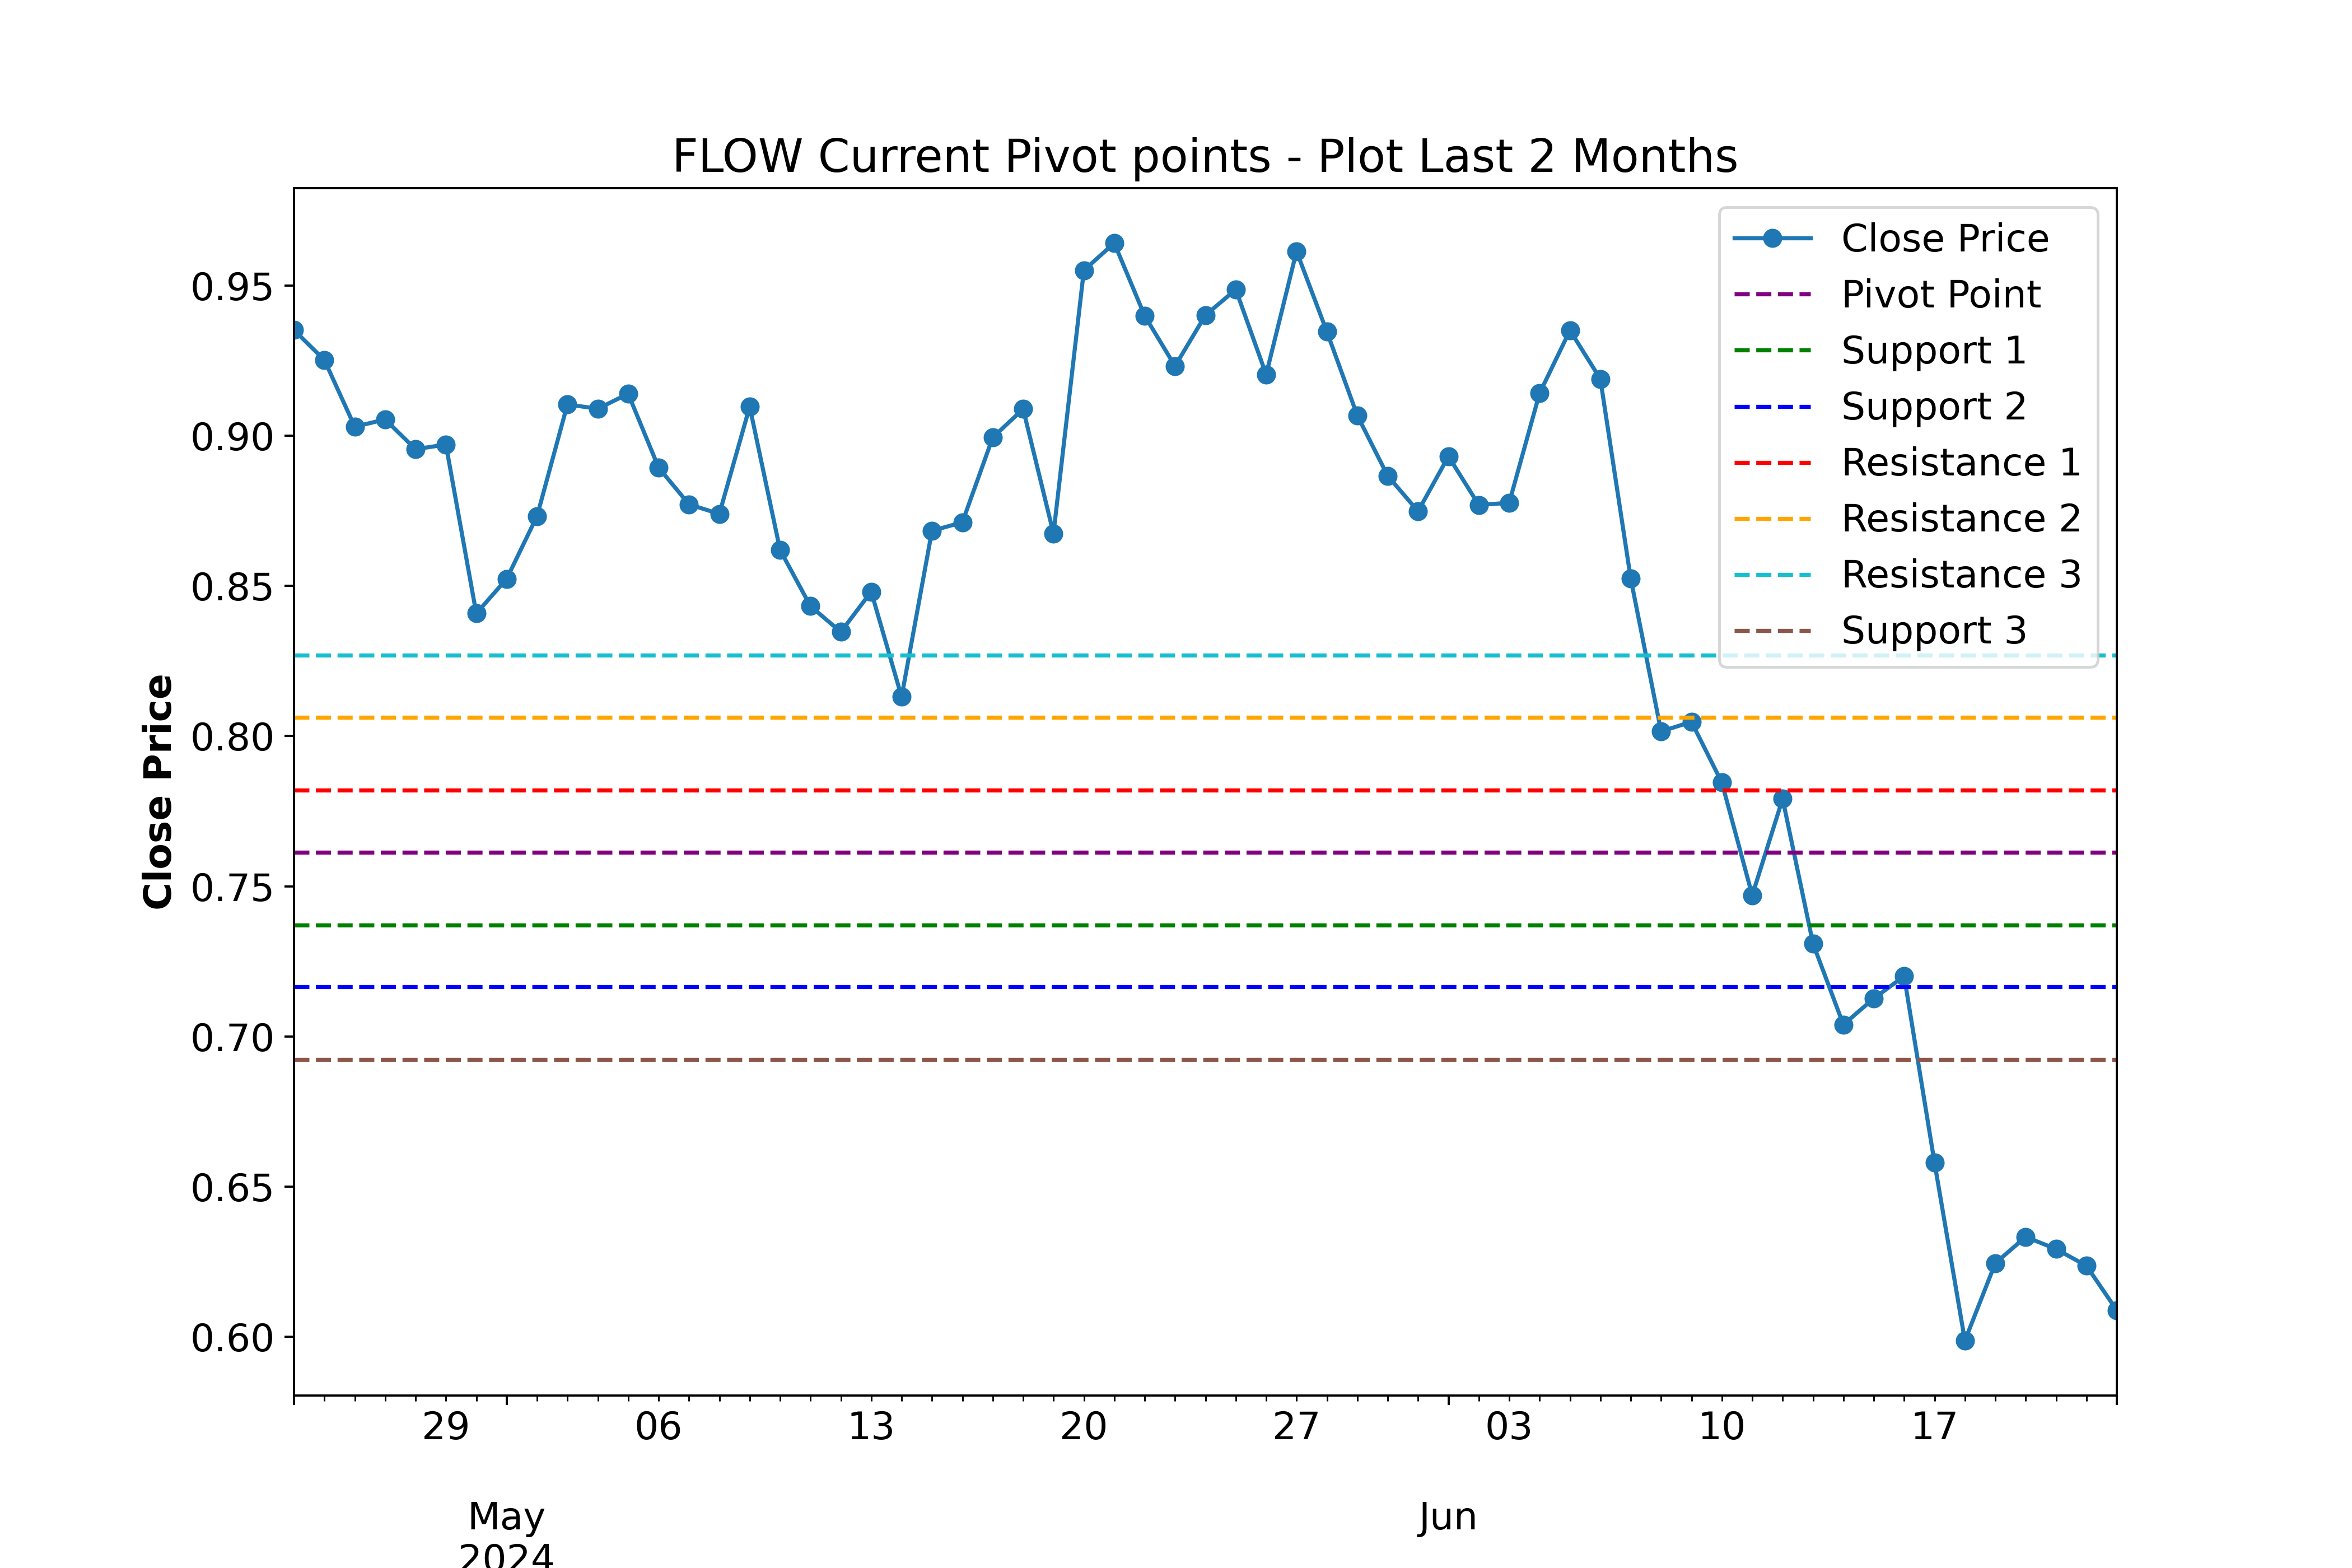 FLOW Current Pivot points - Plot Last 2 Months
Close Price
Pivot Point
Support 1
Support 2
Resistance 1
Resistance 2
Resistance 3
Support 3
Close Price
0.95
0.90
0.85
0.80
0.75
0.70
0.65
0.60
29
06
13
20
27
03
10
17
May
2024
Jun